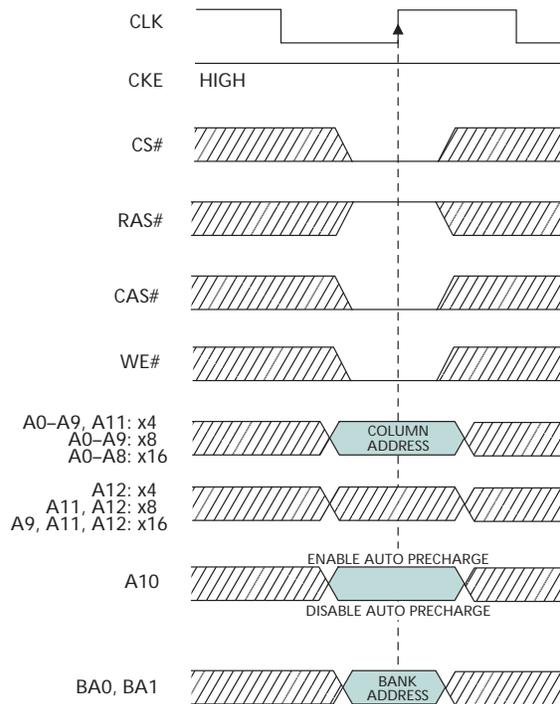 CLK
CKE HIGH
CS#
RAS#
CAS#
WE#
A0–A9, A11: x4
A0–A9: x8
A0–A8: x16
COLUMN
ADDRESS
A12: x4
A11, A12: x8
A9, A11, A12: x16
ENABLE AUTO PRECHARGE
A10
DISABLE AUTO PRECHARGE
BA0, BA1
BANK
ADDRESS